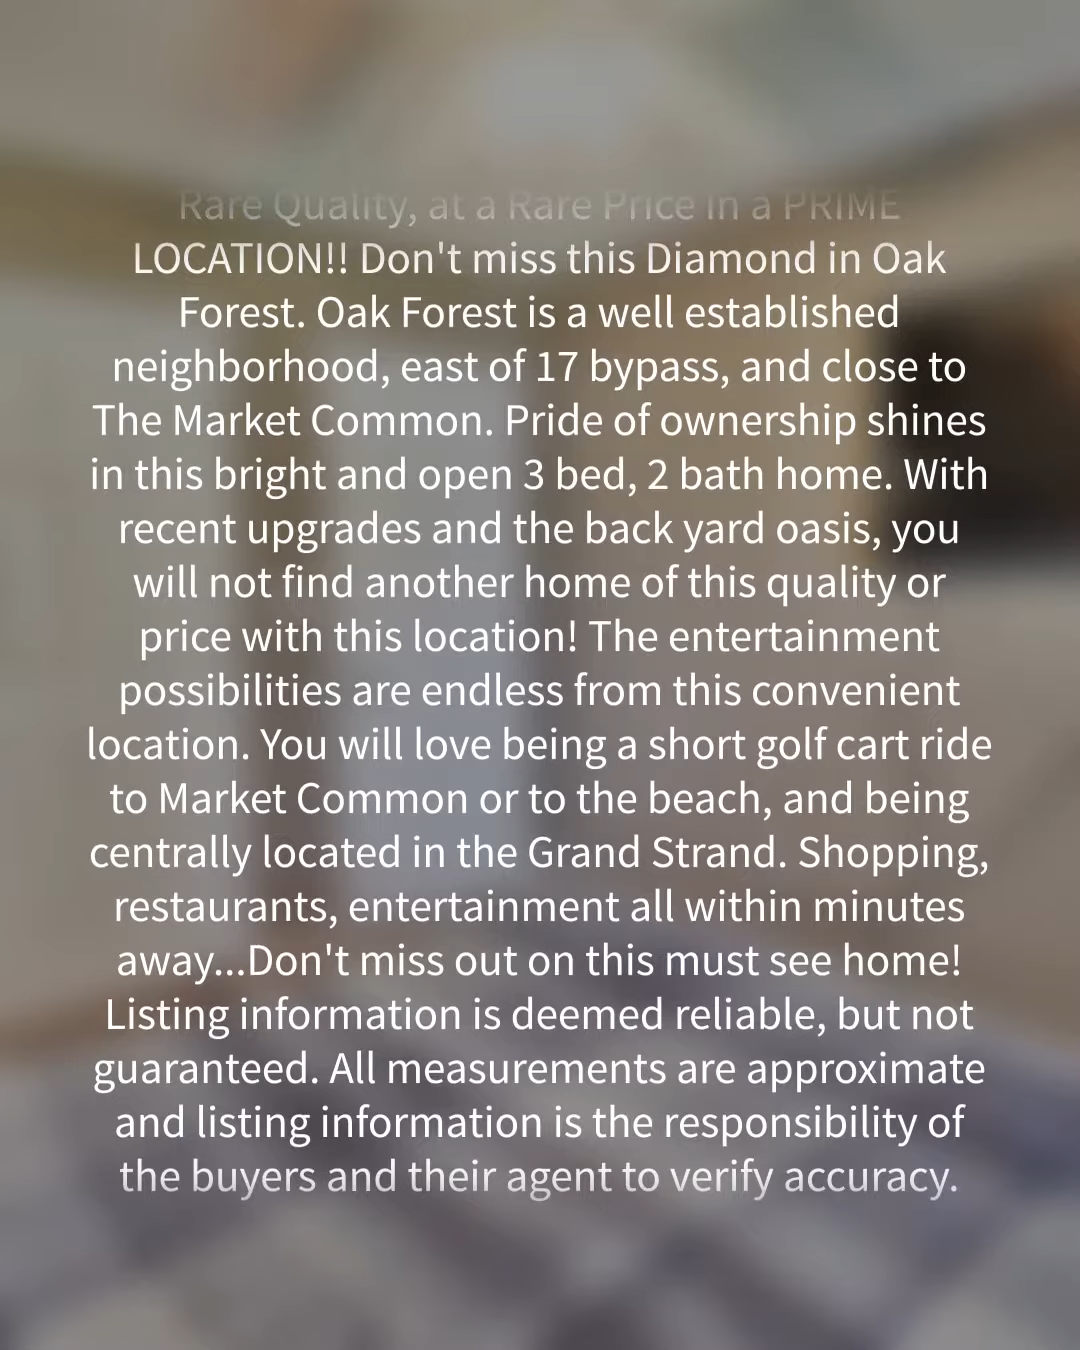 Rare Quality, at a Rare Price in a PRIME
LOCATION!! Don't miss this Diamond in Oak
Forest. Oak Forest is a well established
neighborhood, east of 17 bypass, and close to
The Market Common. Pride of ownership shines
in this bright and open 3 bed, 2 bath home. With
recent upgrades and the back yard oasis, you
will not find another home of this quality or
price with this location! The entertainment
possibilities are endless from this convenient
location. You will love being a short golf cart ride
to Market Common or to the beach, and being
centrally located in the Grand Strand. Shopping,
restaurants, entertainment all within minutes
away...Don't miss out on this must see home!
Listing information is deemed reliable, but not
guaranteed. All measurements are approximate
and listing information is the responsibility of
the buyers and their agent to verify accuracy.